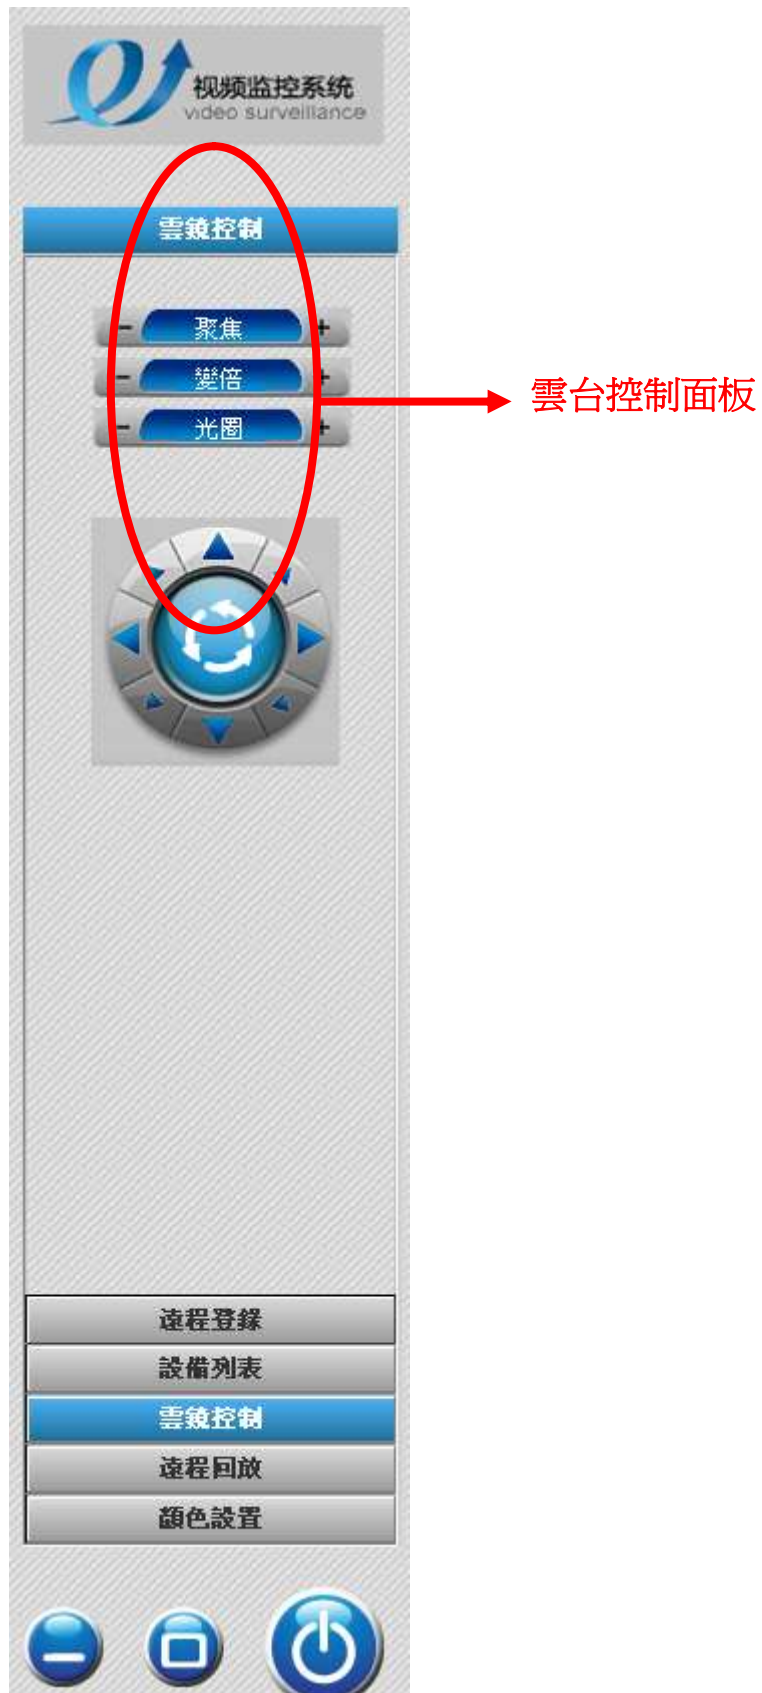 视频监控系统
video surveillance
雲鏡控制
- 聚焦 +
- 變倍 +
- 光圈 +
雲台控制面板
遠程登錄
設備列表
雲鏡控制
遠程回放
顏色設置